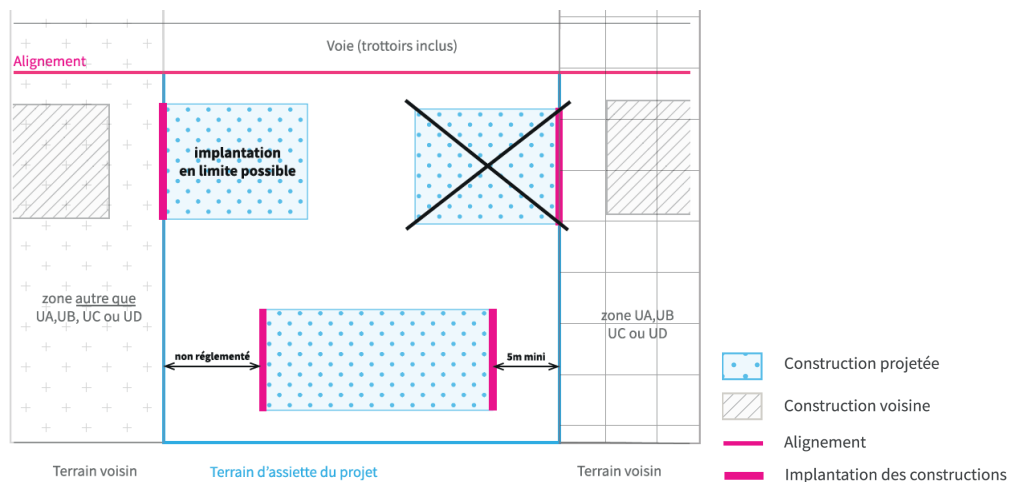 Voie (trottoirs inclus)
Alignement
implantation
en limite possible
zone autre que
UA,UB, UC ou UD
zone UA,UB
UC ou UD
non réglementé
5m mini
Construction projetée
Construction voisine
Alignement
Implantation des constructions
Terrain voisin
Terrain d'assiette du projet
Terrain voisin